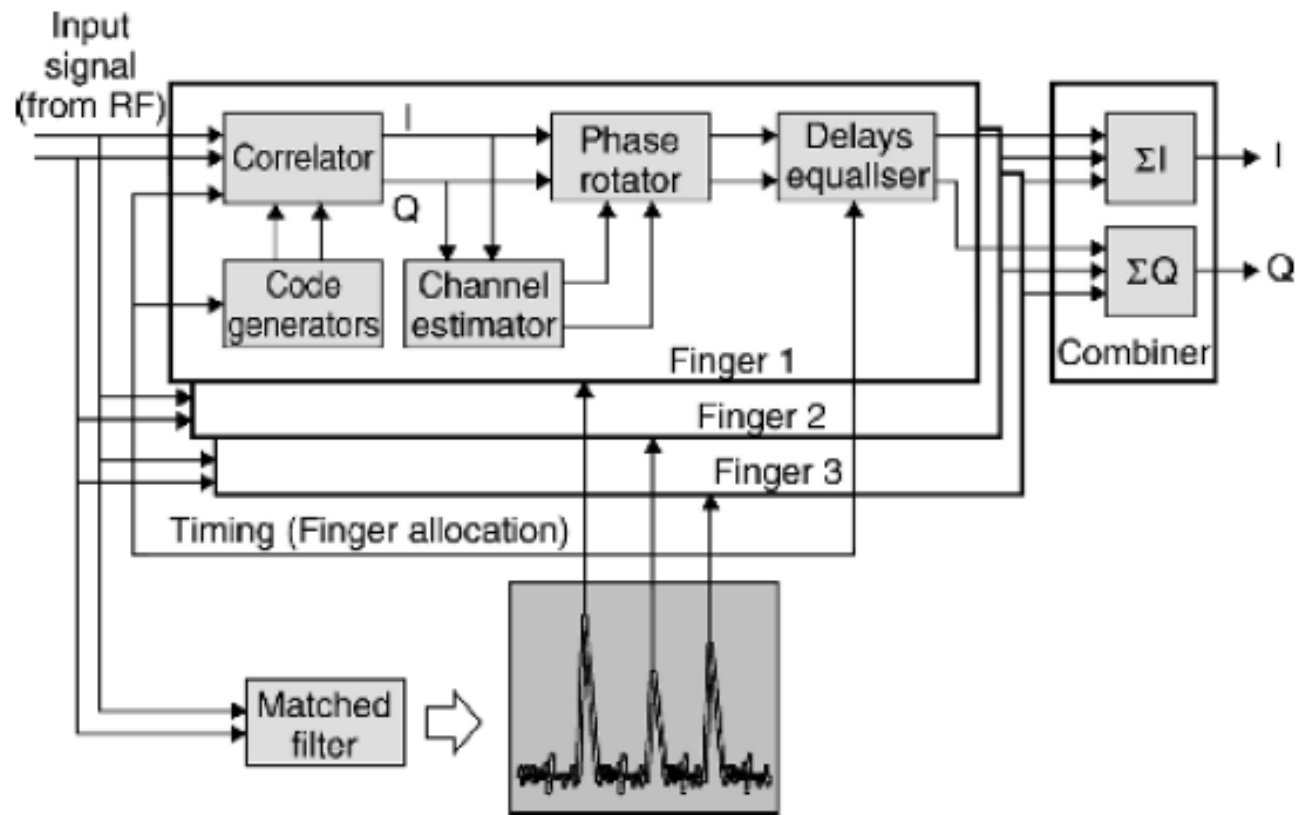 Input
signal
(from RF)
Correlator
I
Q
Phase
rotator
Delays
equaliser
ΣI
I
Code
generators
Channel
estimator
ΣQ
Q
Combiner
Finger 1
Finger 2
Finger 3
Timing (Finger allocation)
Matched
filter